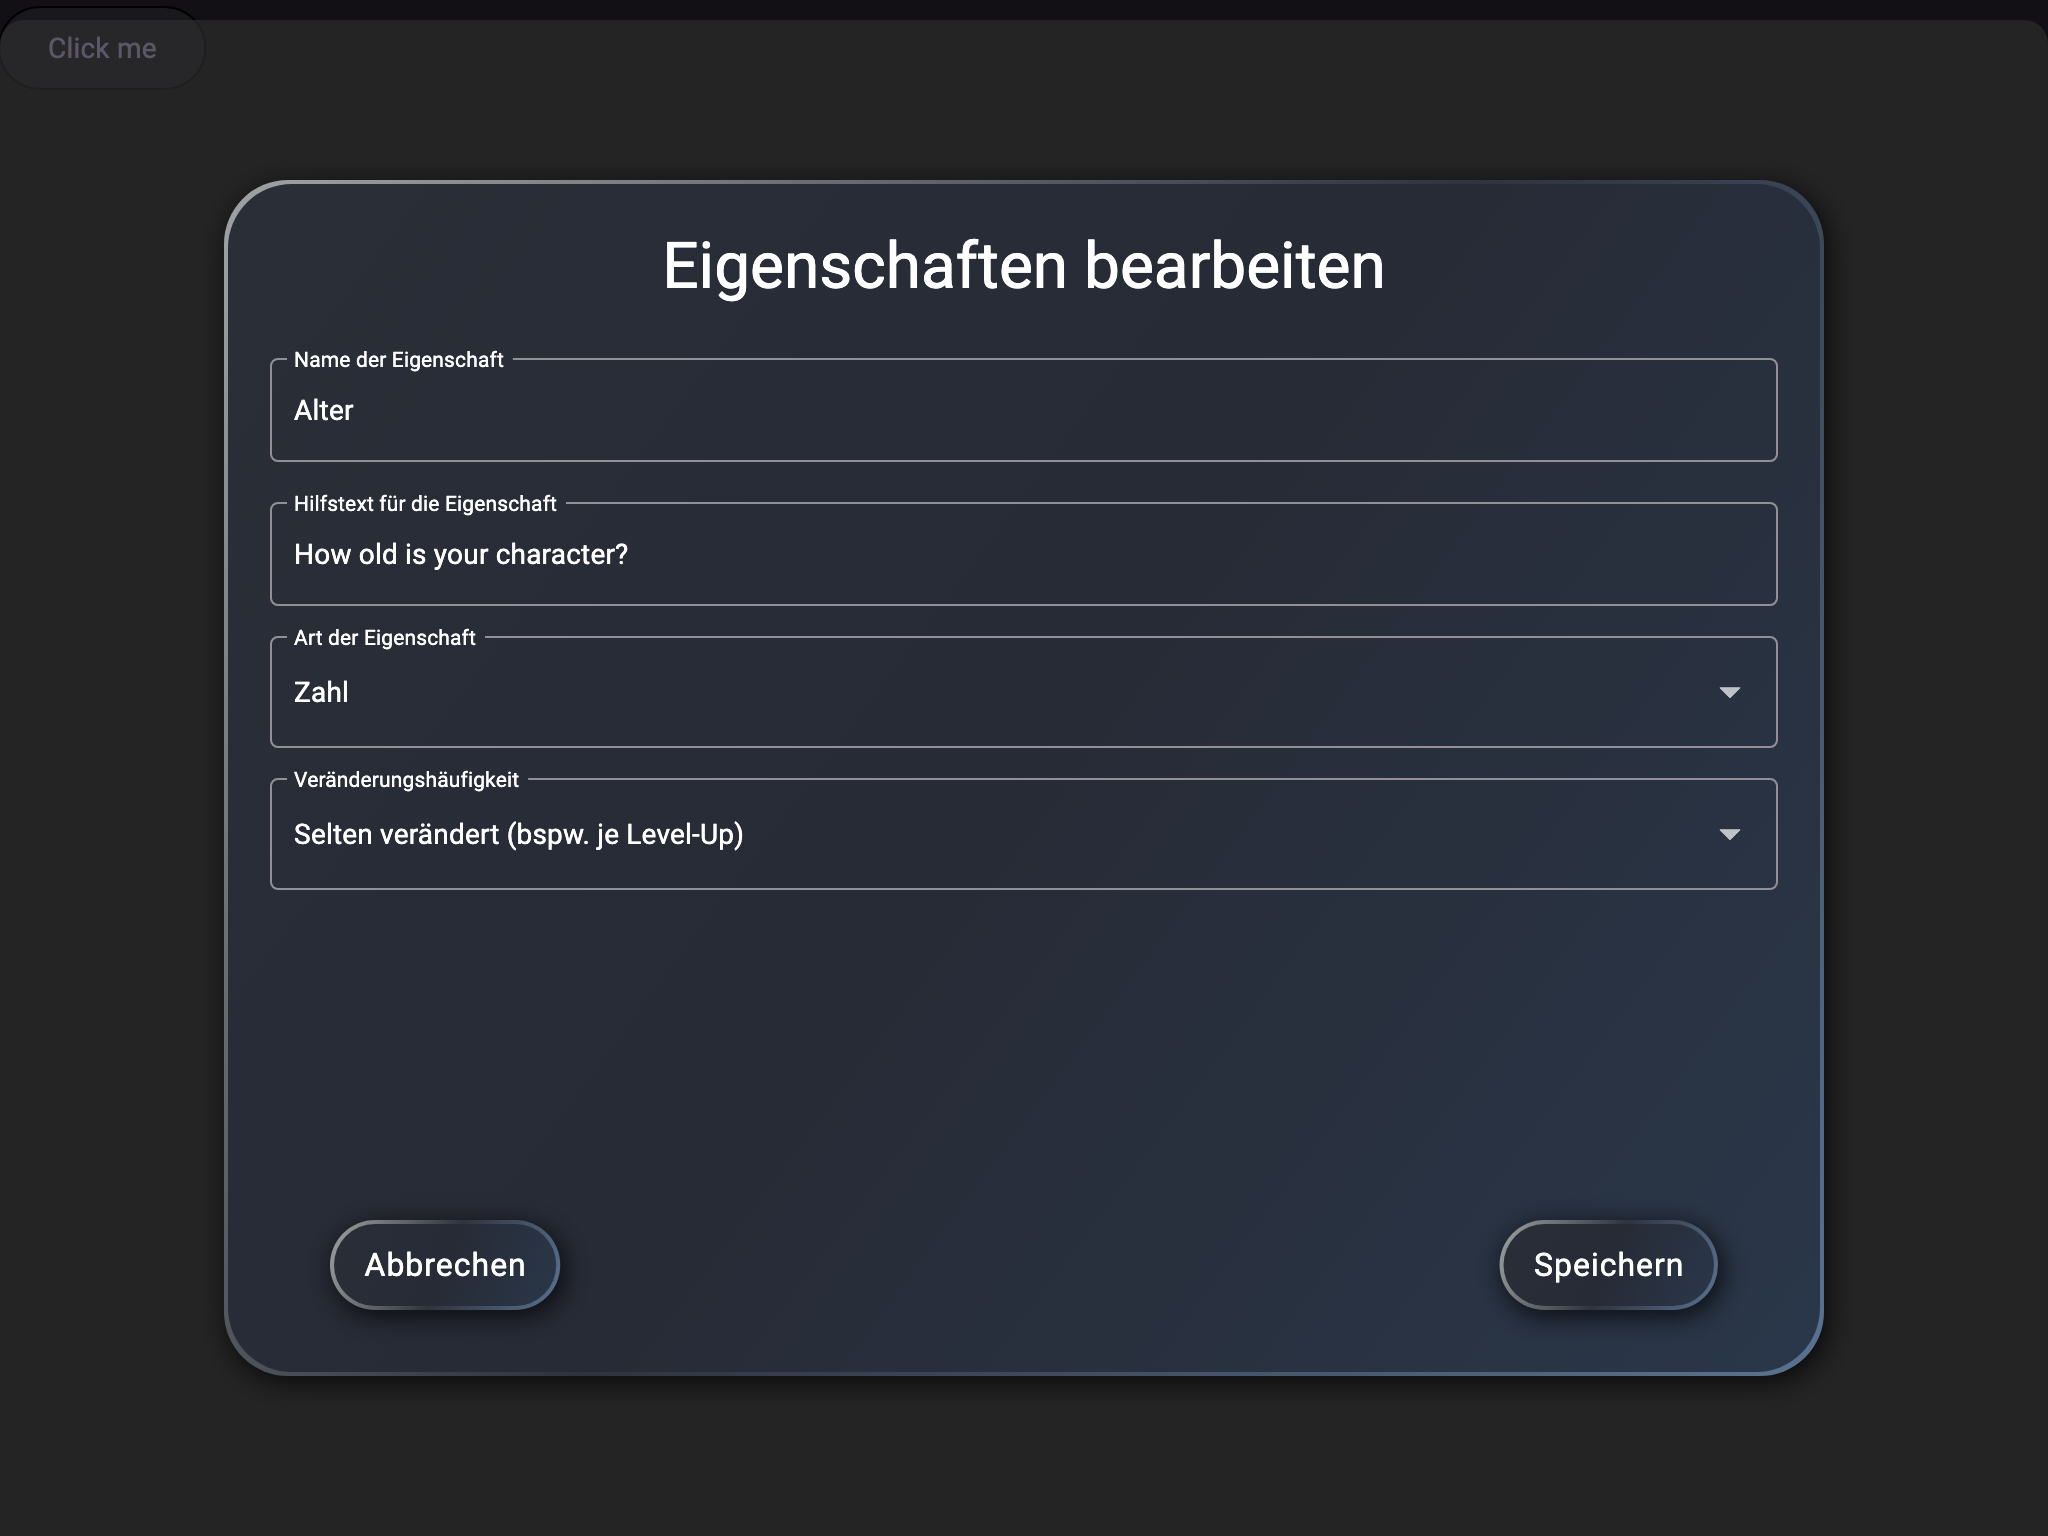 Click me
Eigenschaften bearbeiten
Name der Eigenschaft
Alter
Hilfstext für die Eigenschaft
How old is your character?
Art der Eigenschaft
Zahl
Veränderungshäufigkeit
Selten verändert (bspw. je Level-Up)
Abbrechen
Speichern